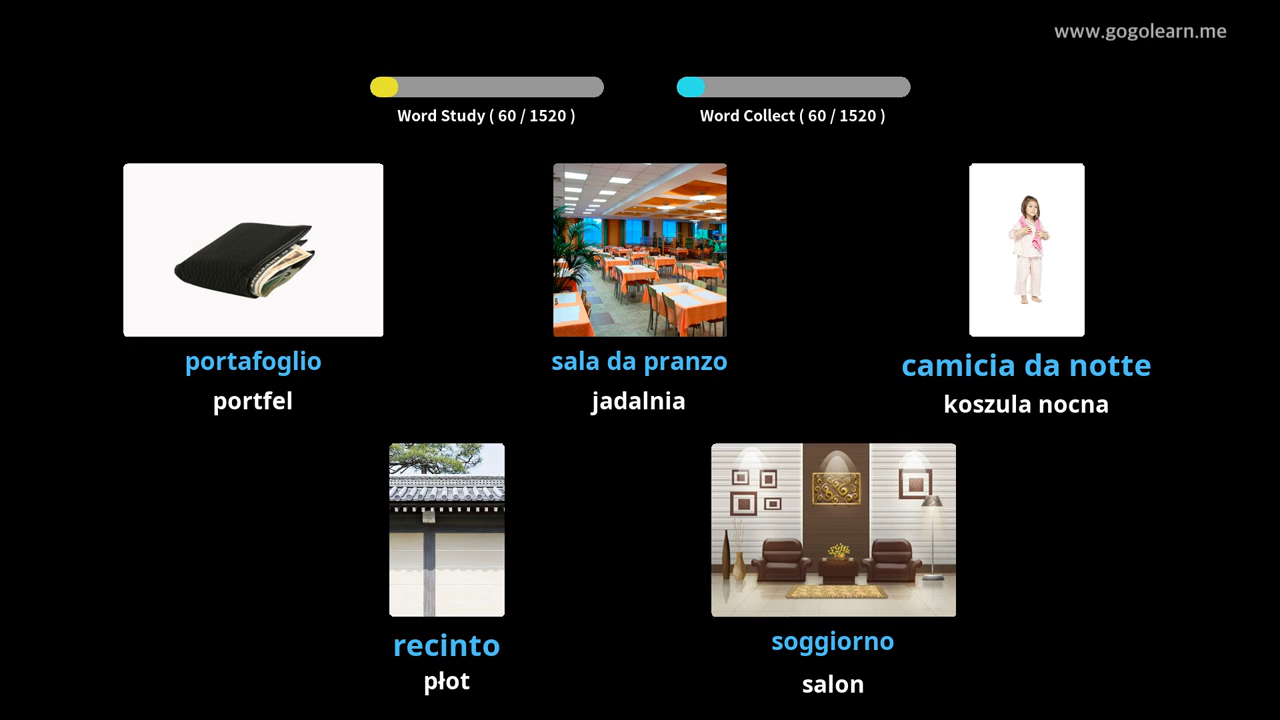 www.gogolearn.me
Word Study ( 60 / 1520 )
Word Collect ( 60 / 1520 )
portafoglio
portfel
sala da pranzo
jadalnia
camicia da notte
koszula nocna
recinto
płot
soggiorno
salon